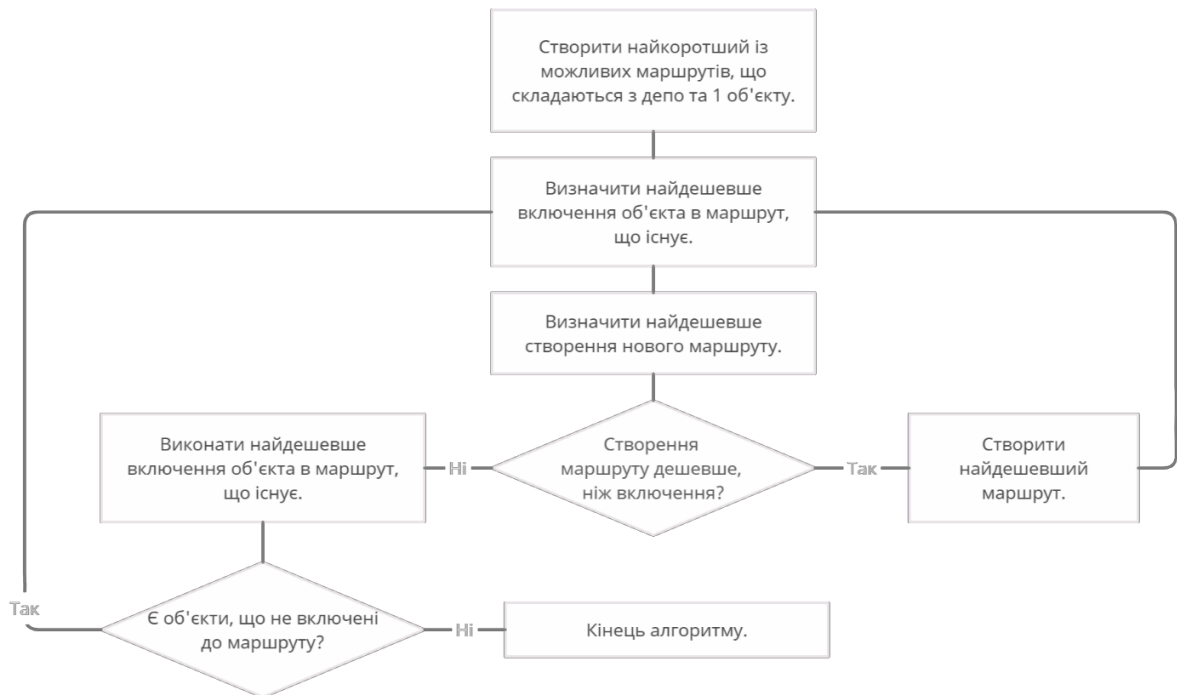 Створити найкоротший із
можливих маршрутів, що
складаються з депо та 1 об'єкту.
Визначити найдешевше
включення об'єкта в маршрут,
що існує.
Визначити найдешевше
створення нового маршруту.
Виконати найдешевше
включення об'єкта в маршрут,
що існує.
Ні
Створення
маршруту дешевше,
ніж включення?
Так
Створити
найдешевший
маршрут.
Так
Є об'єкти, що не включені
до маршруту?
Ні
Кінець алгоритму.